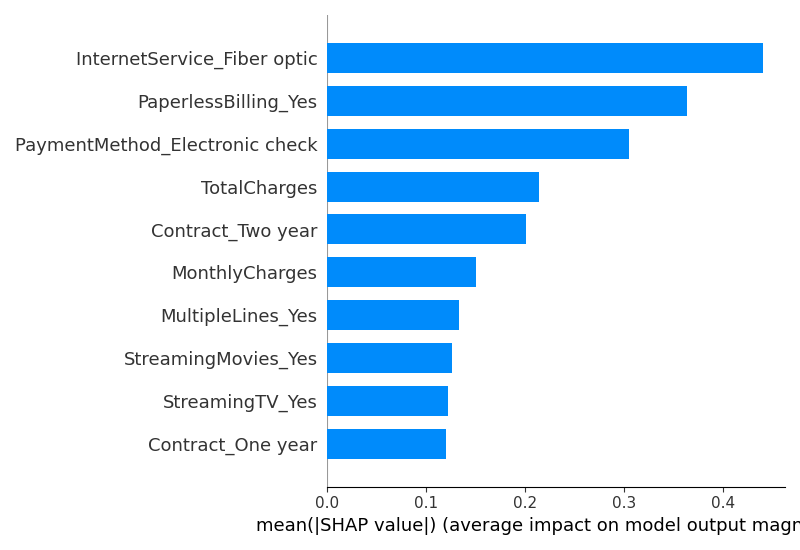 InternetService_Fiber optic
PaperlessBilling_Yes
PaymentMethod_Electronic check
TotalCharges
Contract_Two year
MonthlyCharges
MultipleLines_Yes
StreamingMovies_Yes
StreamingTV_Yes
Contract_One year
0.0 0.1 0.2 0.3 0.4
mean(|SHAP value|) (average impact on model output magn